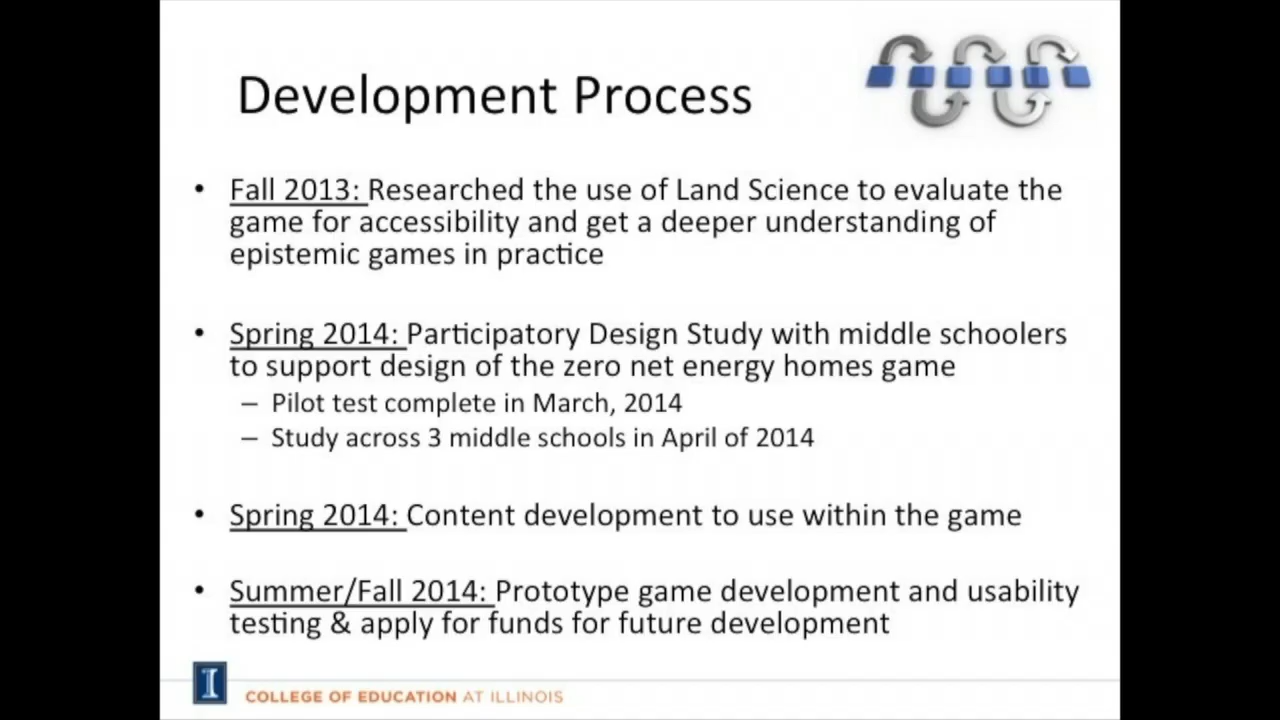 Development Process
• Fall 2013: Researched the use of Land Science to evaluate the
game for accessibility and get a deeper understanding of
epistemic games in practice
• Spring 2014: Participatory Design Study with middle schoolers
to support design of the zero net energy homes game
– Pilot test complete in March, 2014
– Study across 3 middle schools in April of 2014
• Spring 2014: Content development to use within the game
• Summer/Fall 2014: Prototype game development and usability
testing & apply for funds for future development
I
COLLEGE OF EDUCATION AT ILLINOIS